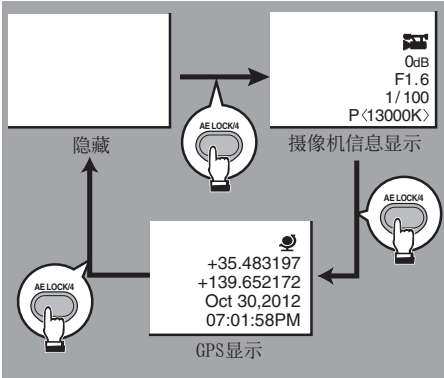 隐藏
AE LOCK/4
0dB
F1.6
1/100
P〈13000K〉
摄像机信息显示
AE LOCK/4
+35.483197
+139.652172
Oct 30,2012
07:01:58PM
GPS显示
AE LOCK/4